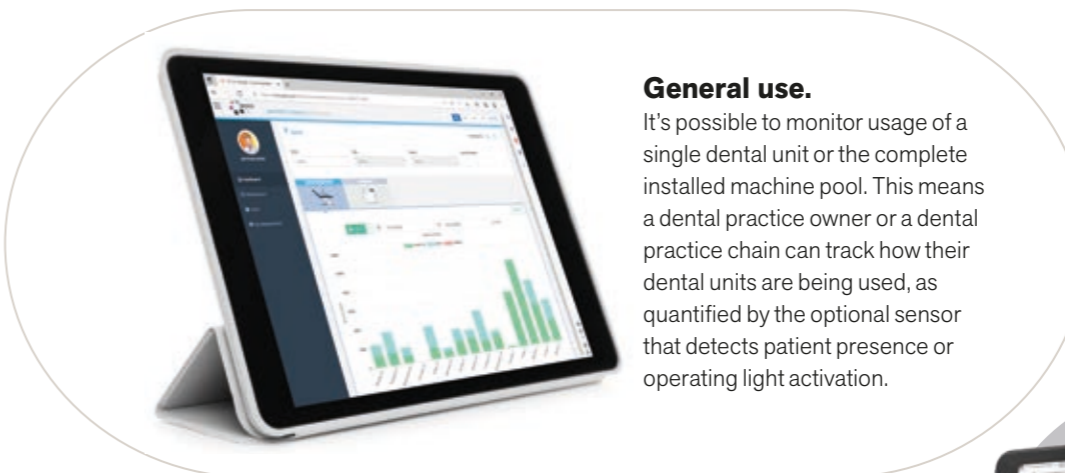 General use.
It’s possible to monitor usage of a
single dental unit or the complete
installed machine pool. This means
a dental practice owner or a dental
practice chain can track how their
dental units are being used, as
quantified by the optional sensor
that detects patient presence or
operating light activation.